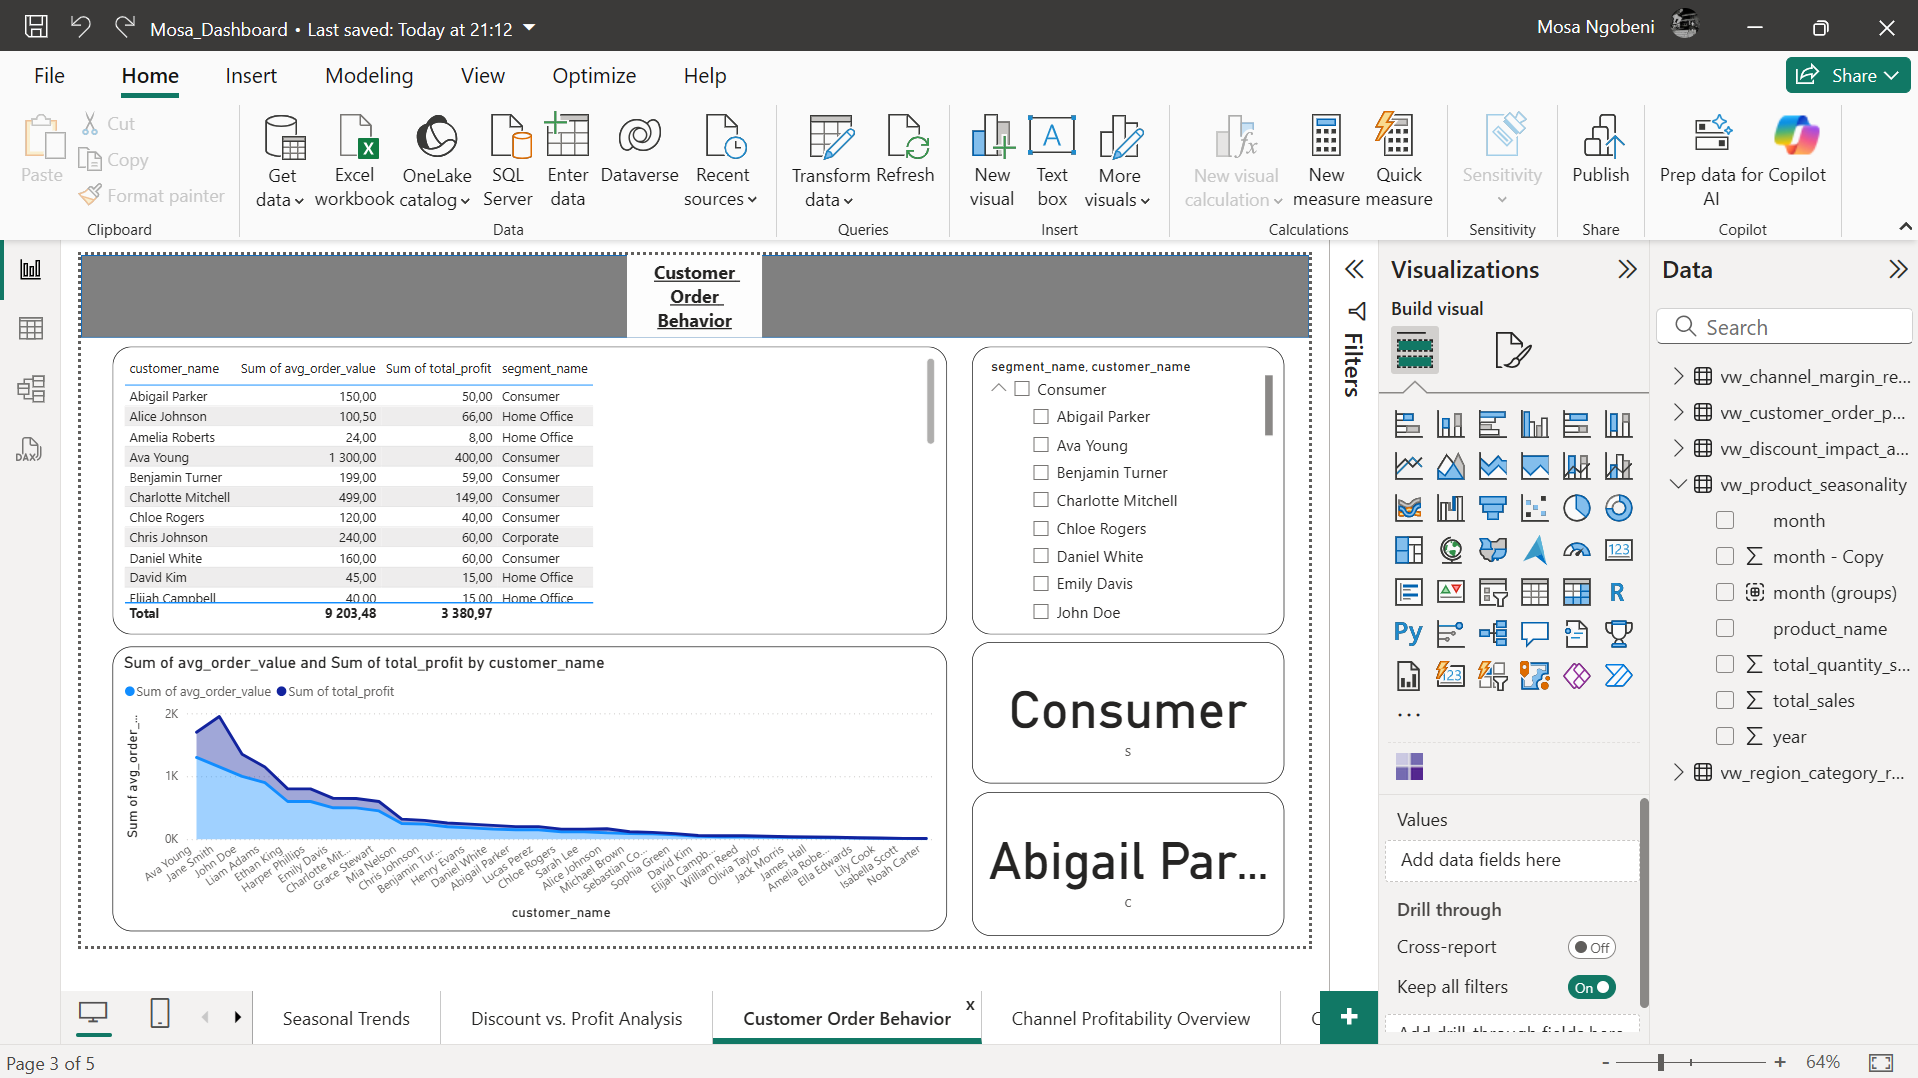 Mosa_Dashboard • Last saved: Today at 21:12
Mosa Ngobeni
File
Home
Insert
Modeling
View
Optimize
Help
Share
Paste
Cut
Copy
Format painter
Get data
Excel workbook
OneLake catalog
SQL Server
Enter data
Dataverse
Recent sources
Transform data
Refresh
New visual
Text box
More visuals
New visual calculation
New measure
Quick measure
Sensitivity
Publish
Prep data for AI
Copilot
Clipboard
Data
Queries
Insert
Calculations
Sensitivity
Share
Copilot
Customer
Order
Behavior
customer_name Sum of avg_order_value Sum of total_profit segment_name
Abigail Parker 150,00 50,00 Consumer
Alice Johnson 100,50 66,00 Home Office
Amelia Roberts 24,00 8,00 Home Office
Ava Young 1 300,00 400,00 Consumer
Benjamin Turner 199,00 59,00 Consumer
Charlotte Mitchell 499,00 149,00 Consumer
Chloe Rogers 120,00 40,00 Consumer
Chris Johnson 240,00 60,00 Corporate
Daniel White 160,00 60,00 Consumer
David Kim 45,00 15,00 Home Office
Elijah Campbell 40,00 15,00 Home Office
Total 9 203,48 3 380,97
segment_name, customer_name
Consumer
Abigail Parker
Ava Young
Benjamin Turner
Charlotte Mitchell
Chloe Rogers
Daniel White
Emily Davis
John Doe
Sum of avg_order_value and Sum of total_profit by customer_name
Sum of avg_order_value Sum of total_profit
Sum of avg_order_...
2K
1K
0K
Ava Young
Jane Smith
John Doe
Liam Adams
Ethan King
Harper Phillips
Emily Davis
Charlotte Mit...
Grace Stewart
Mia Nelson
Chris Johnson
Benjamin Tur...
Henry Evans
Daniel White
Abigail Parker
Lucas Perez
Chloe Rogers
Sarah Lee
Alice Johnson
Michael Brown
Sebastian Co...
Sophia Green
David Kim
Elijah Campb...
William Reed
Olivia Taylor
Jack Morris
James Hall
Amelia Robe...
Ella Edwards
Lily Cook
Isabella Scott
Noah Carter
customer_name
Consumer
S
Abigail Par...
C
Filters
Visualizations
Build visual
123
R
Py
123
...
Values
Add data fields here
Drill through
Cross-report
Off
Keep all filters
On
Add drill-through fields here
Data
Search
vw_channel_margin_re...
vw_customer_order_p...
vw_discount_impact_a...
vw_product_seasonality
month
month - Copy
month (groups)
product_name
total_quantity_s...
total_sales
year
vw_region_category_r...
DAX
Seasonal Trends
Discount vs. Profit Analysis
Customer Order Behavior
x
Channel Profitability Overview
+
Page 3 of 5
- + 64%